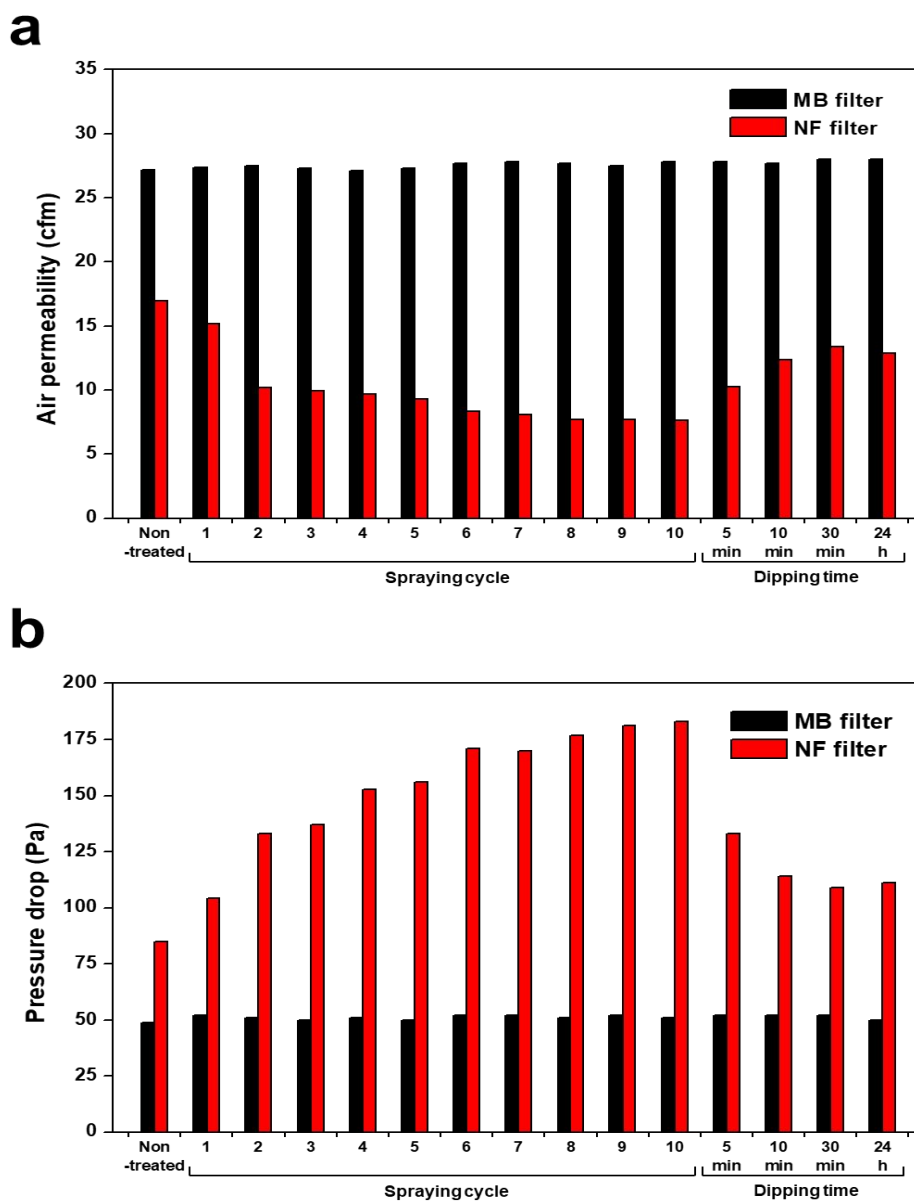 a
35
30
25
20
15
10
5
0
Air permeability (cfm)
MB filter
NF filter
Non 1 2 3 4 5 6 7 8 9 10 5 10 30 24
-treated min min min h
Spraying cycle Dipping time
b
200
175
150
125
100
75
50
25
0
Pressure drop (Pa)
MB filter
NF filter
Non 1 2 3 4 5 6 7 8 9 10 5 10 30 24
-treated min min min h
Spraying cycle Dipping time